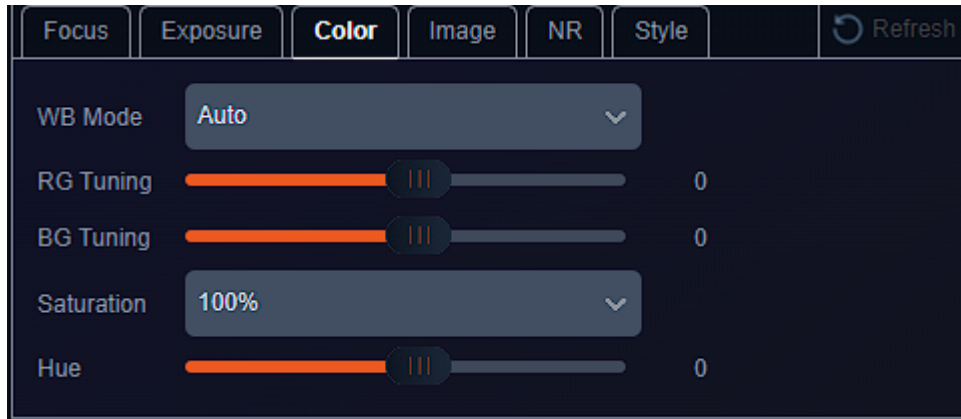 Focus Exposure Color Image NR Style Refresh
WB Mode Auto
RG Tuning 0
BG Tuning 0
Saturation 100%
Hue 0